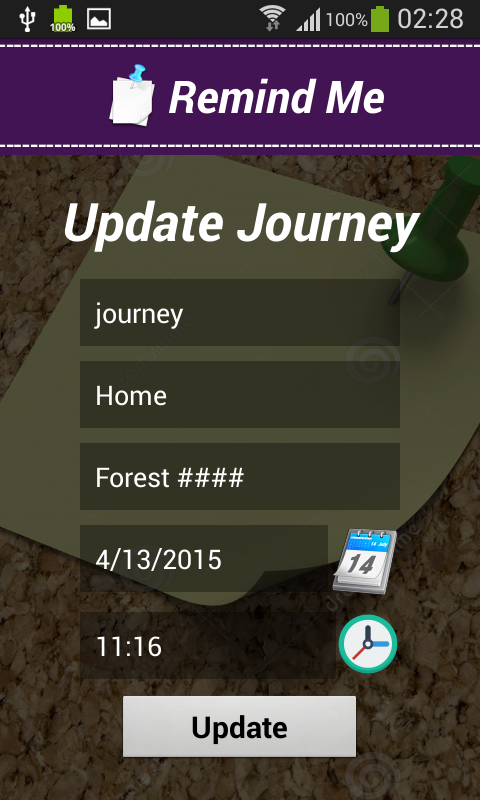 100%
100%
02:28
Remind Me
Update Journey
journey
Home
Forest ####
4/13/2015
14
11:16
Update